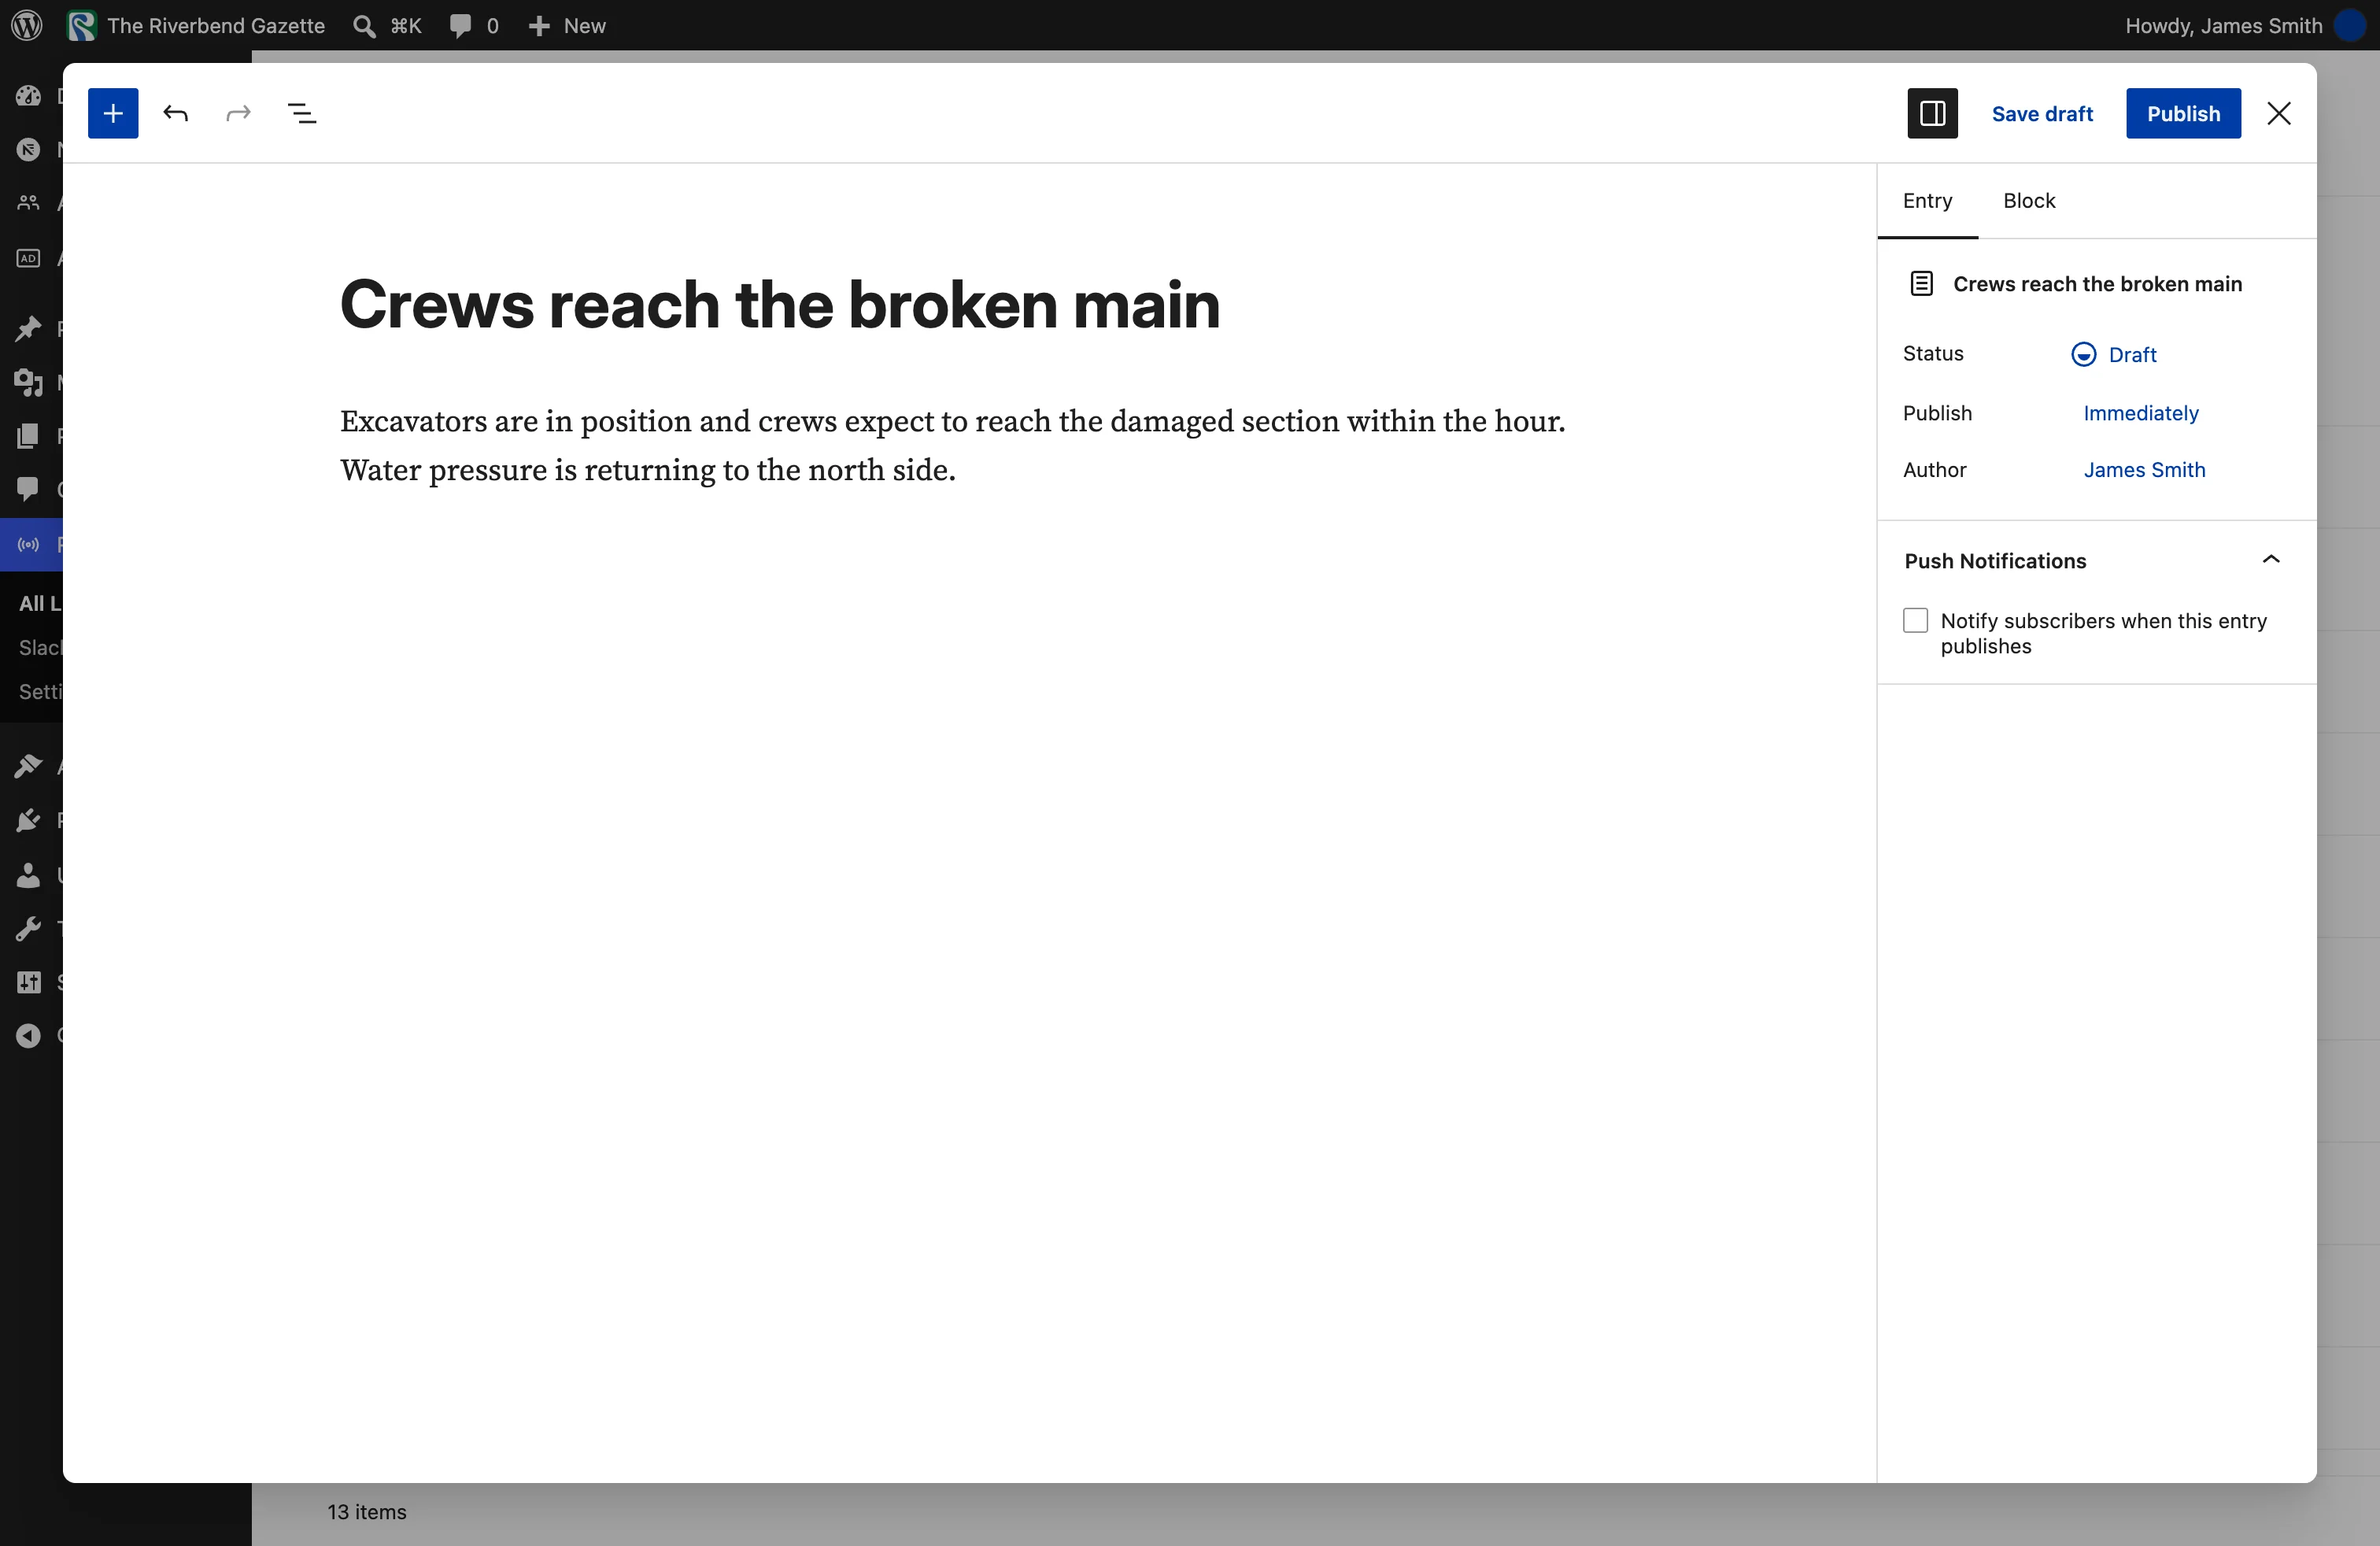 The Riverbend Gazette
⌘K
0
New
Howdy, James Smith
Save draft
Publish
Entry
Block
Crews reach the broken main
Excavators are in position and crews expect to reach the damaged section within the hour.
Water pressure is returning to the north side.
Crews reach the broken main
Status
Draft
Publish
Immediately
Author
James Smith
Push Notifications
Notify subscribers when this entry
publishes
AD
All L
Slac
Setti
13 items